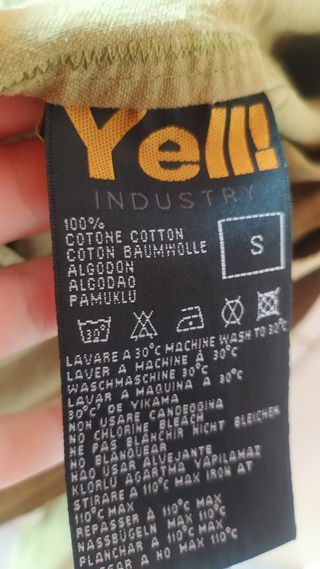 Yell!
INDUSTRY
100%
COTONE COTTON
COTON BAUMWOLLE
ALGODON
ALGODAO
PAMUKLU
S
30°
LAVARE A 30°C MACHINE WASH TO 30°C
LAVER A MACHINE À 30°C
WASCHMASCHINE 30°C
LAVAR A MAQUINA À 30°C
30°C' DE YIKAMA
NON USARE CANDEGGINA
NO CHLORINE BLEACH
NE PAS BLANCHIR NICHT BLEICHEN
NO BLANQUEAR
NÃO USAR ALVEJANTE
KLORLU AGARTMA YAPILAMAZ
STIRARE A 110°C MAX IRON AT
110°C MAX
REPASSER À 110°C MAX
NASSBÜGELN MAX 110°C
PLANCHAR A 110°C MAX
A 110°C MAX